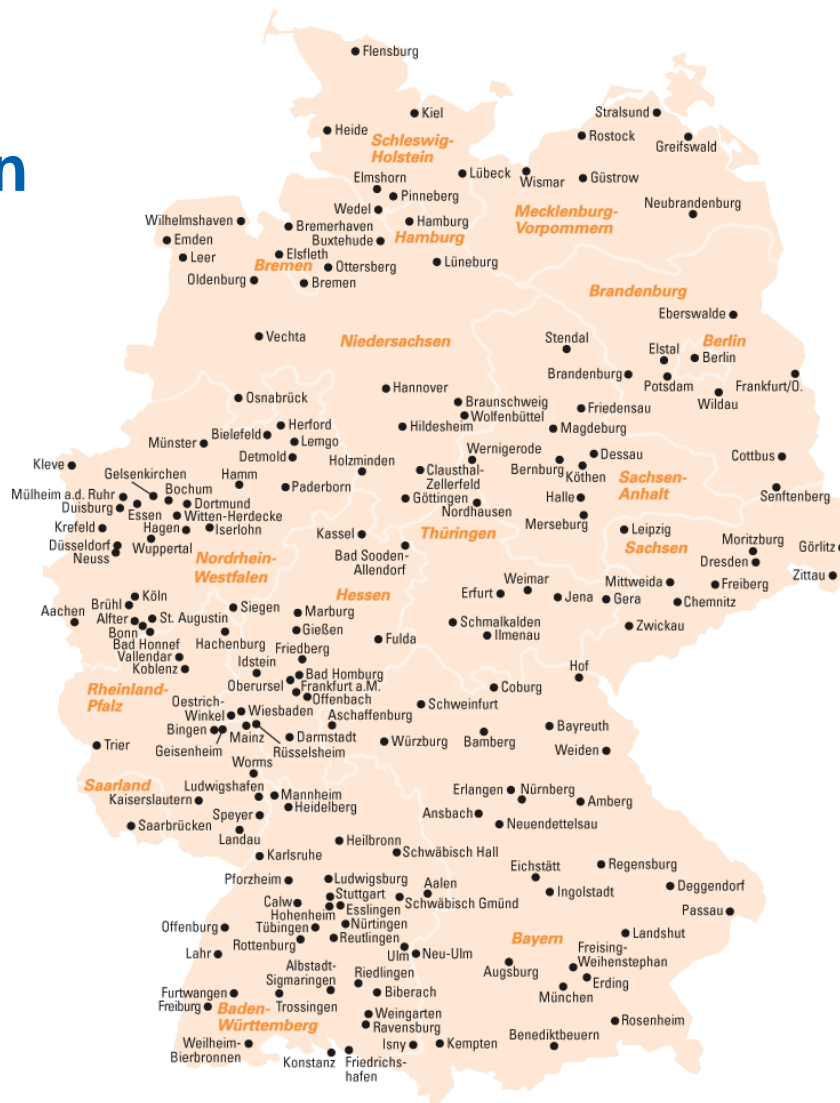 n
Flensburg
Kiel
Stralsund
Heide
Rostock
Greifswald
Schleswig-
Holstein
Lübeck
Wismar
Güstrow
Elmshorn
Pinneberg
Wedel
Neubrandenburg
Mecklenburg-
Vorpommern
Wilhelmshaven
Bremerhaven
Hamburg
Emden
Buxtehude
Hamburg
Leer
Elsfleth
Bremen
Ottersberg
Lüneburg
Oldenburg
Bremen
Brandenburg
Eberswalde
Vechta
Niedersachsen
Stendal
Berlin
Elstal
Berlin
Brandenburg
Potsdam
Frankfurt/O.
Wildau
Hannover
Osnabrück
Braunschweig
Wolfenbüttel
Friedensau
Herford
Hildesheim
Magdeburg
Bielefeld
Lemgo
Münster
Detmold
Holzminden
Wernigerode
Dessau
Cottbus
Kleve
Bernburg
Köthen
Gelsenkirchen
Hamm
Clausthal-
Zellerfeld
Sachsen-
Anhalt
Mülheim a.d. Ruhr
Bochum
Paderborn
Göttingen
Halle
Senftenberg
Duisburg
Dortmund
Nordhausen
Essen
Witten-Herdecke
Merseburg
Krefeld
Hagen
Iserlohn
Kassel
Thüringen
Leipzig
Moritzburg
Görlitz
Düsseldorf
Wuppertal
Neuss
Bad Sooden-
Allendorf
Sachsen
Dresden
Nordrhein-
Westfalen
Zittau
Weimar
Mittweida
Freiberg
Hessen
Erfurt
Jena
Gera
Chemnitz
Köln
Brühl
Siegen
Marburg
Aachen
Alfter
St. Augustin
Schmalkalden
Zwickau
Bonn
Gießen
Ilmenau
Bad Honnef
Hachenburg
Fulda
Vallendar
Friedberg
Koblenz
Idstein
Hof
Bad Homburg
Oberursel
Frankfurt a.M.
Coburg
Rheinland-
Pfalz
Offenbach
Oestrich-
Winkel
Schweinfurt
Wiesbaden
Aschaffenburg
Bingen
Mainz
Bayreuth
Darmstadt
Würzburg
Bamberg
Trier
Geisenheim
Rüsselsheim
Weiden
Worms
Saarland
Ludwigshafen
Mannheim
Erlangen
Nürnberg
Kaiserslautern
Heidelberg
Amberg
Speyer
Ansbach
Saarbrücken
Neuendettelsau
Landau
Heilbronn
Karlsruhe
Schwäbisch Hall
Eichstätt
Regensburg
Pforzheim
Ludwigsburg
Aalen
Deggendorf
Stuttgart
Ingolstadt
Calw
Schwäbisch Gmünd
Hohenheim
Esslingen
Passau
Nürtingen
Offenburg
Tübingen
Reutlingen
Landshut
Rottenburg
Bayern
Lahr
Ulm
Neu-Ulm
Freising-
Weihenstephan
Albstadt-
Sigmaringen
Riedlingen
Augsburg
Erding
Furtwangen
Biberach
München
Freiburg
Trossingen
Baden-
Württemberg
Weingarten
Ravensburg
Rosenheim
Weilheim-
Bierbronnen
Isny
Kempten
Benediktbeuern
Konstanz
Friedrichs-
hafen